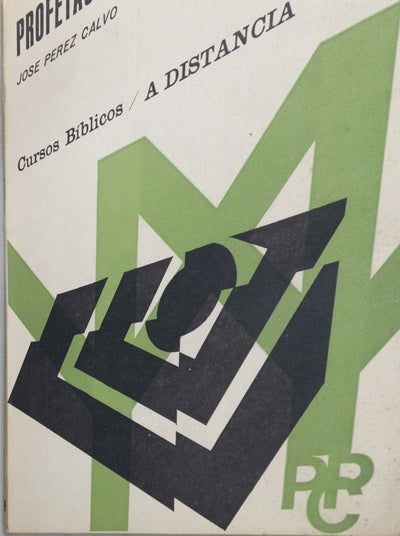 PROFETAS
JOSE PEREZ CALVO
Cursos Bíblicos / A DISTANCIA
PPC